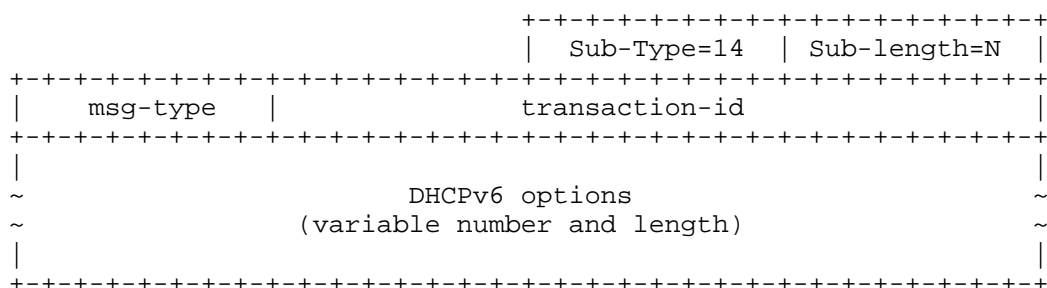 +-+-+-+-+-+-+-+-+-+-+-+-+-+-+-+-+
| Sub-Type=14 | Sub-length=N |
+-+-+-+-+-+-+-+-+-+-+-+-+-+-+-+-+-+-+-+-+-+-+-+-+-+-+-+-+-+-+-+-+
| msg-type | transaction-id |
+-+-+-+-+-+-+-+-+-+-+-+-+-+-+-+-+-+-+-+-+-+-+-+-+-+-+-+-+-+-+-+-+
| |
~ DHCPv6 options ~
~ (variable number and length) ~
| |
+-+-+-+-+-+-+-+-+-+-+-+-+-+-+-+-+-+-+-+-+-+-+-+-+-+-+-+-+-+-+-+-+